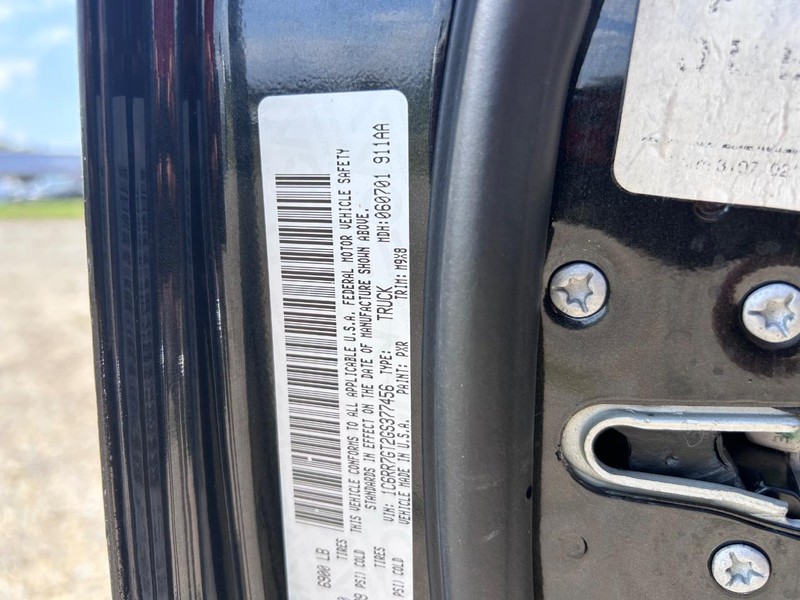 6900 LB
TIRES
PSI/ COLD
THIS VEHICLE CONFORMS TO ALL APPLICABLE U.S.A. FEDERAL MOTOR VEHICLE SAFETY
STANDARDS IN EFFECT ON THE DATE OF MANUFACTURE SHOWN ABOVE.
TIRES
PSI/ COLD
VIN: 1C6RR7GT2GS377456 TYPE: TRUCK MDH:060701 911AA
VEHICLE MADE IN U.S.A. PAINT: PXR TRIM: M9X8